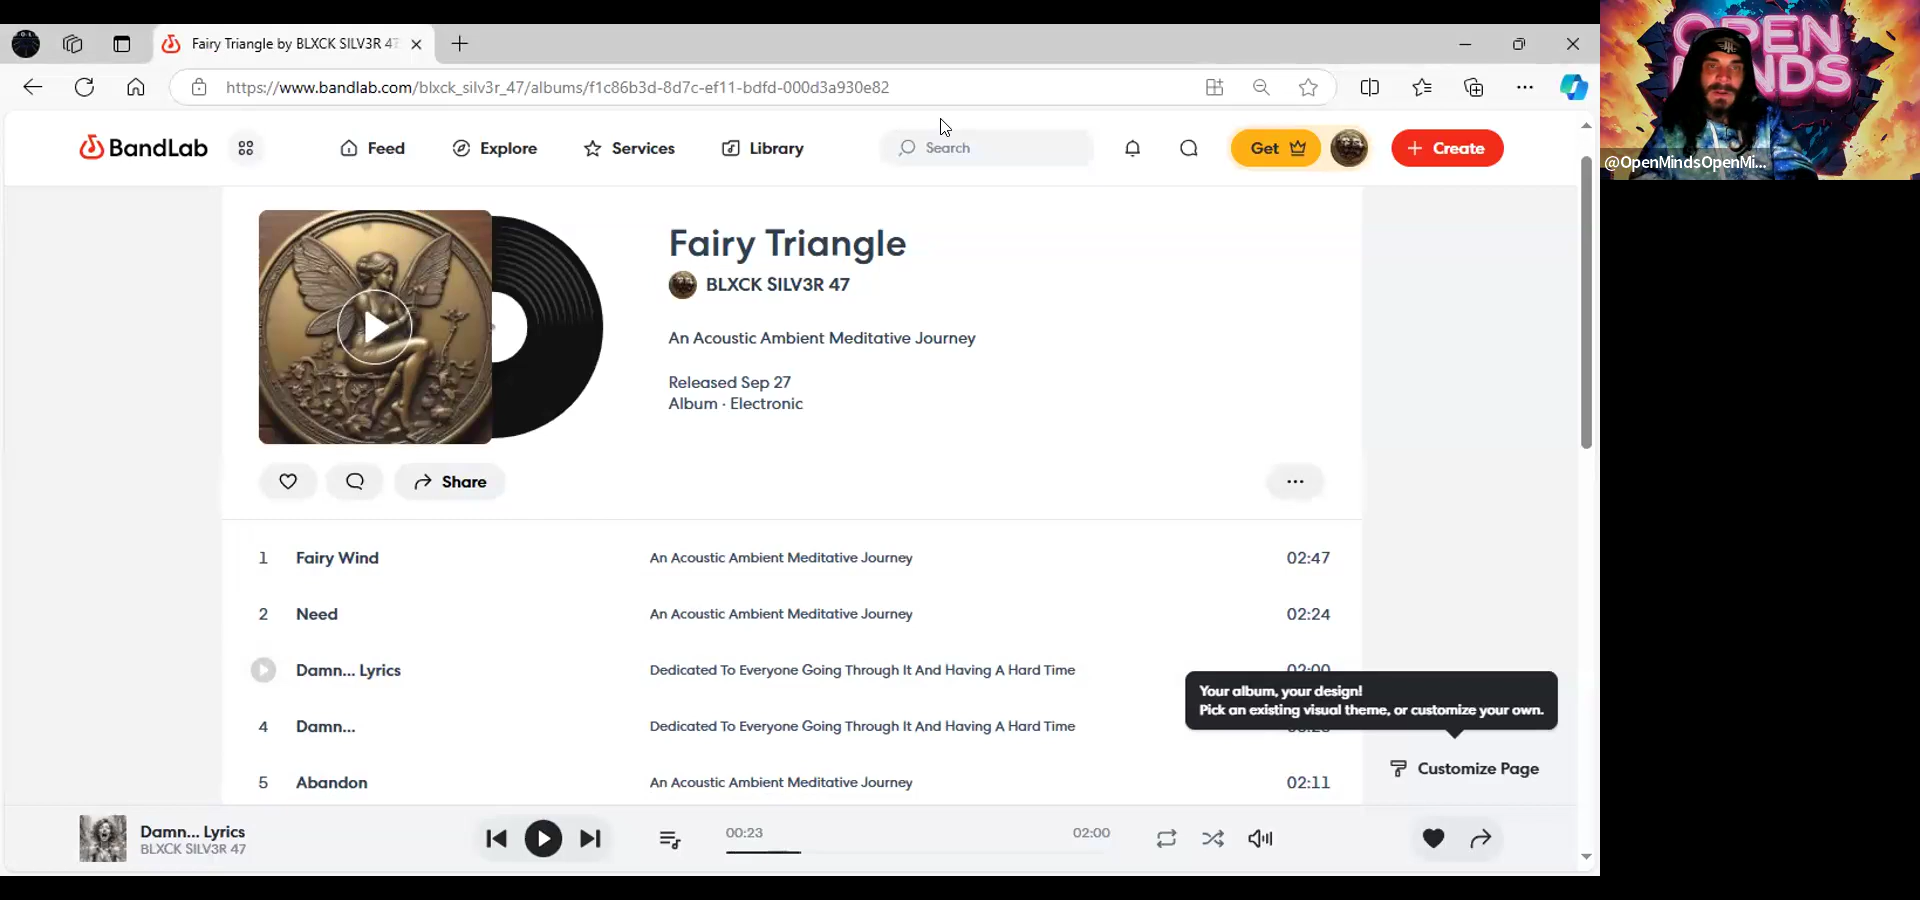 Fairy Triangle by BLXCK SILV3R 47
https://www.bandlab.com/blxck_silv3r_47/albums/f1c86b3d-8d7c-ef11-bdfd-000d3a930e82
OPEN
MINDS
@OpenMindsOpenMi...
BandLab
Feed
Explore
Services
Library
Search
Get
Create
Fairy Triangle
BLXCK SILV3R 47
An Acoustic Ambient Meditative Journey
Released Sep 27
Album · Electronic
Share
1 Fairy Wind An Acoustic Ambient Meditative Journey 02:47
2 Need An Acoustic Ambient Meditative Journey 02:24
Damn... Lyrics Dedicated To Everyone Going Through It And Having A Hard Time 02:00
Your album, your design!
Pick an existing visual theme, or customize your own.
4 Damn... Dedicated To Everyone Going Through It And Having A Hard Time
Customize Page
5 Abandon An Acoustic Ambient Meditative Journey 02:11
Damn... Lyrics
BLXCK SILV3R 47
00:23
02:00